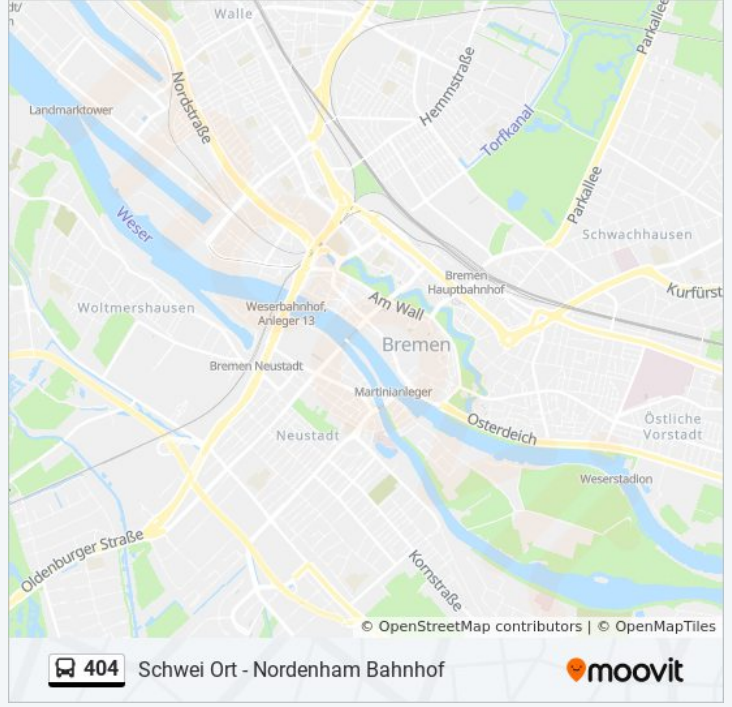 dt/
Walle
Parkallee
Nordstraße
Hemmstraße
Landmarktower
Torfkanal
Parkallee
Weser
Schwachhausen
Bremen
Hauptbahnhof
Kurfürst
Am Wall
Woltmershausen
Weserbahnhof,
Anleger 13
Bremen
Bremen Neustadt
Martinianleger
Osterdeich
Östliche
Vorstadt
Neustadt
Weserstadion
Oldenburger Straße
Kornstraße
© OpenStreetMap contributors | © OpenMapTiles
404 Schwei Ort - Nordenham Bahnhof
moovit